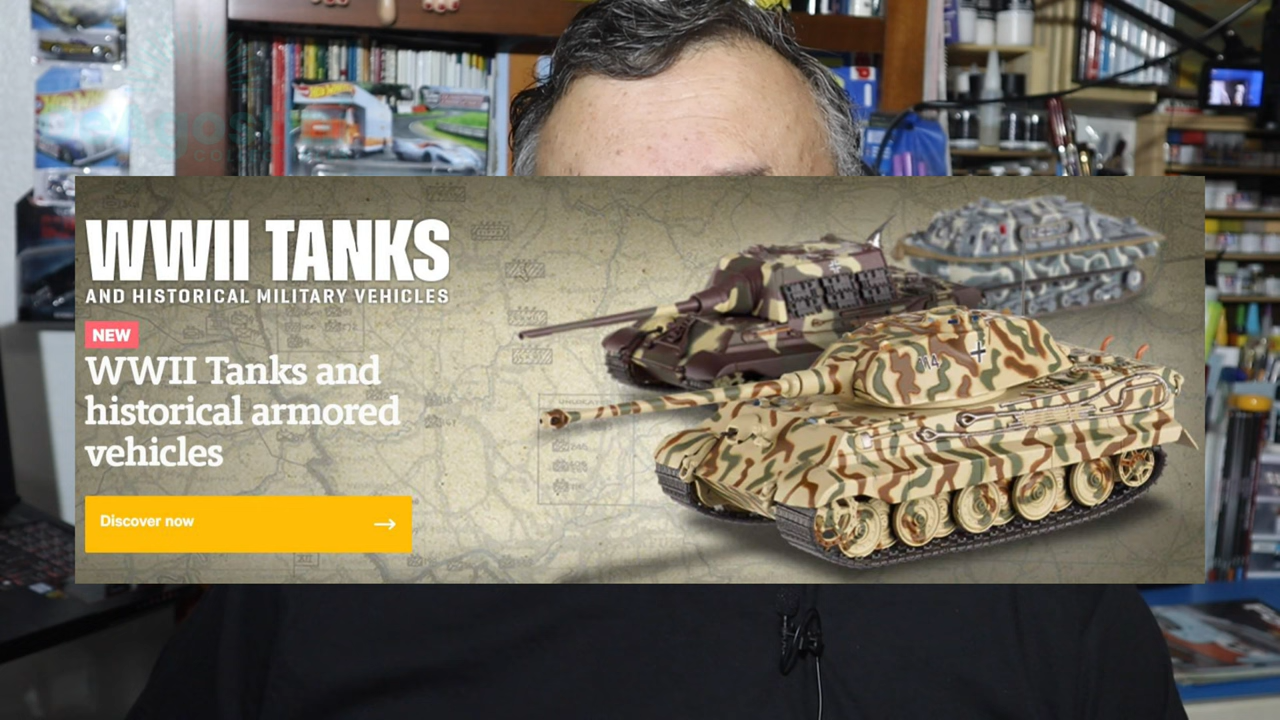 WWII TANKS
AND HISTORICAL MILITARY VEHICLES
NEW
WWII Tanks and
historical armored
vehicles
Discover now